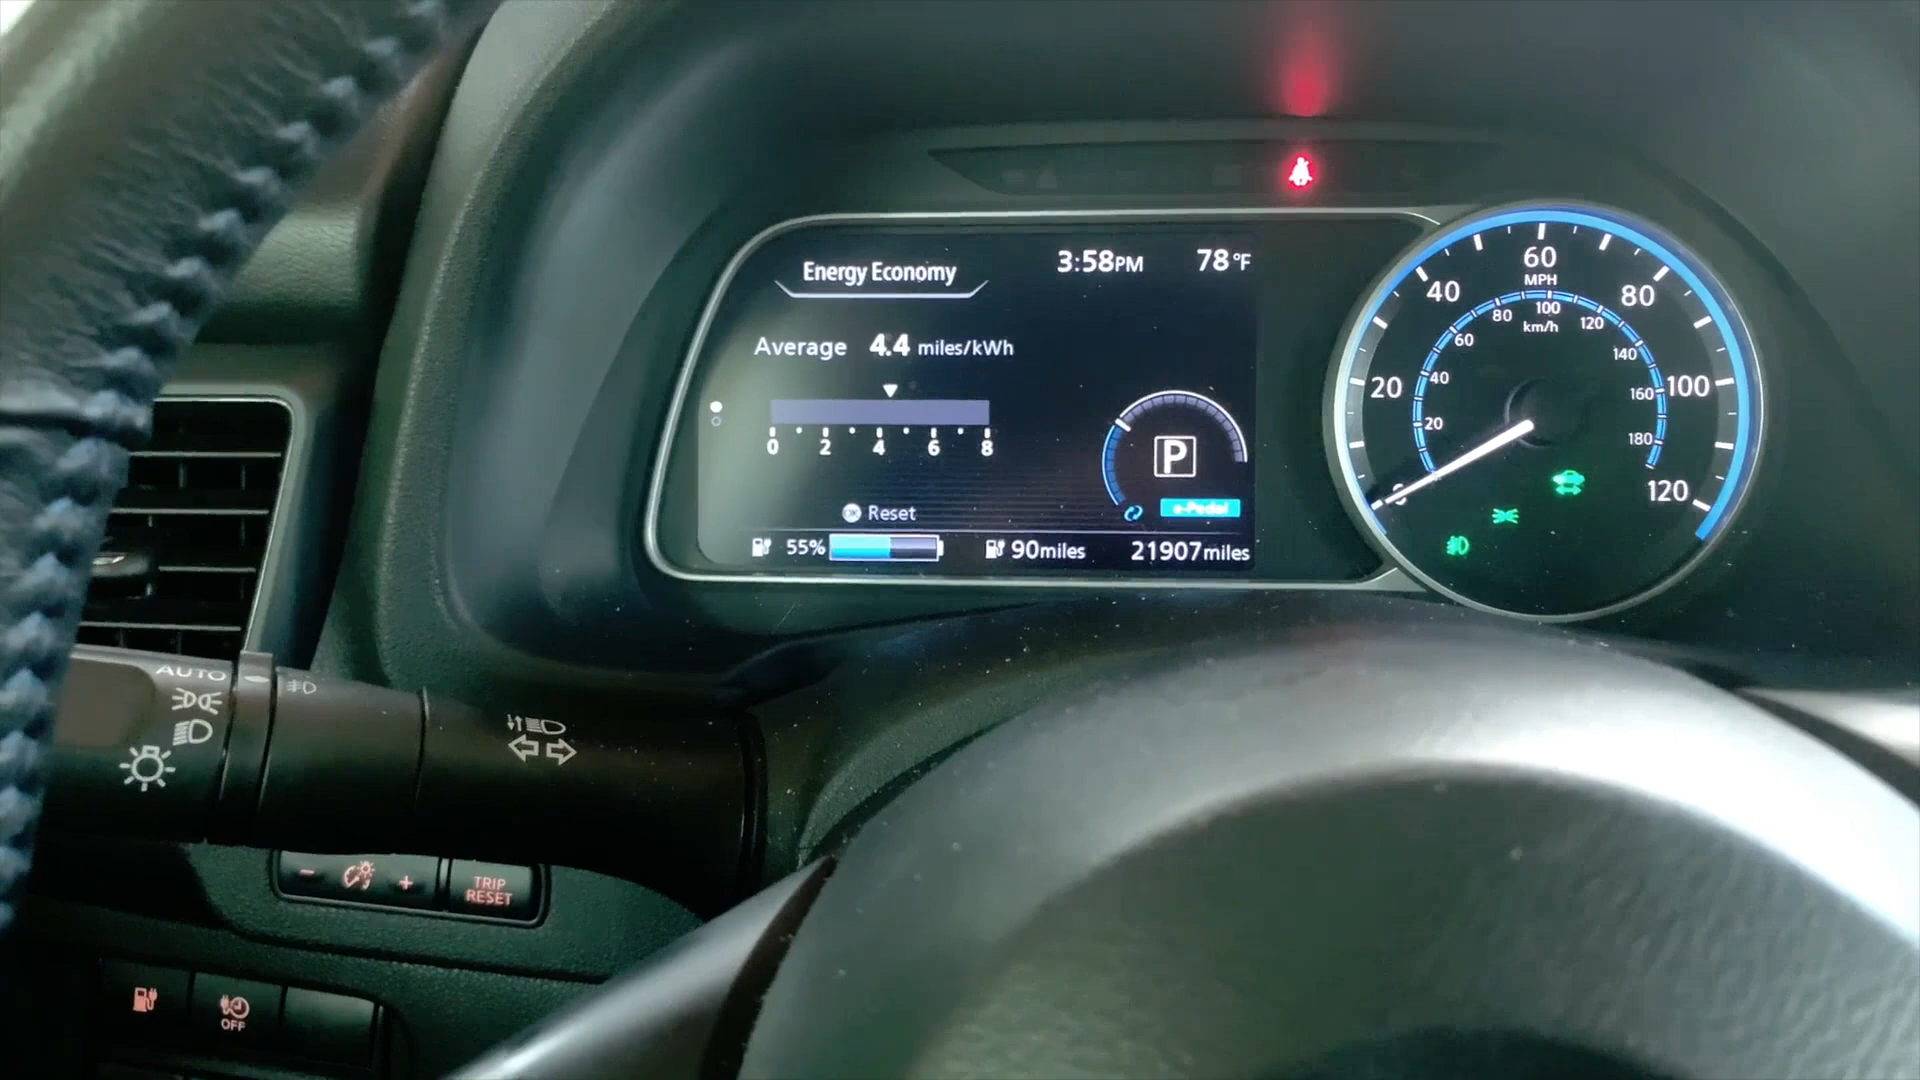 Energy Economy
3:58PM
78°F
Average 4.4 miles/kWh
0 2 4 6 8
P
OK Reset
e-Pedal
55%
90miles
21907miles
20 40 60 80 100 120
MPH
20 40 60 80 100 120 140 160 180
km/h
AUTO
- +
TRIP
RESET
OFF